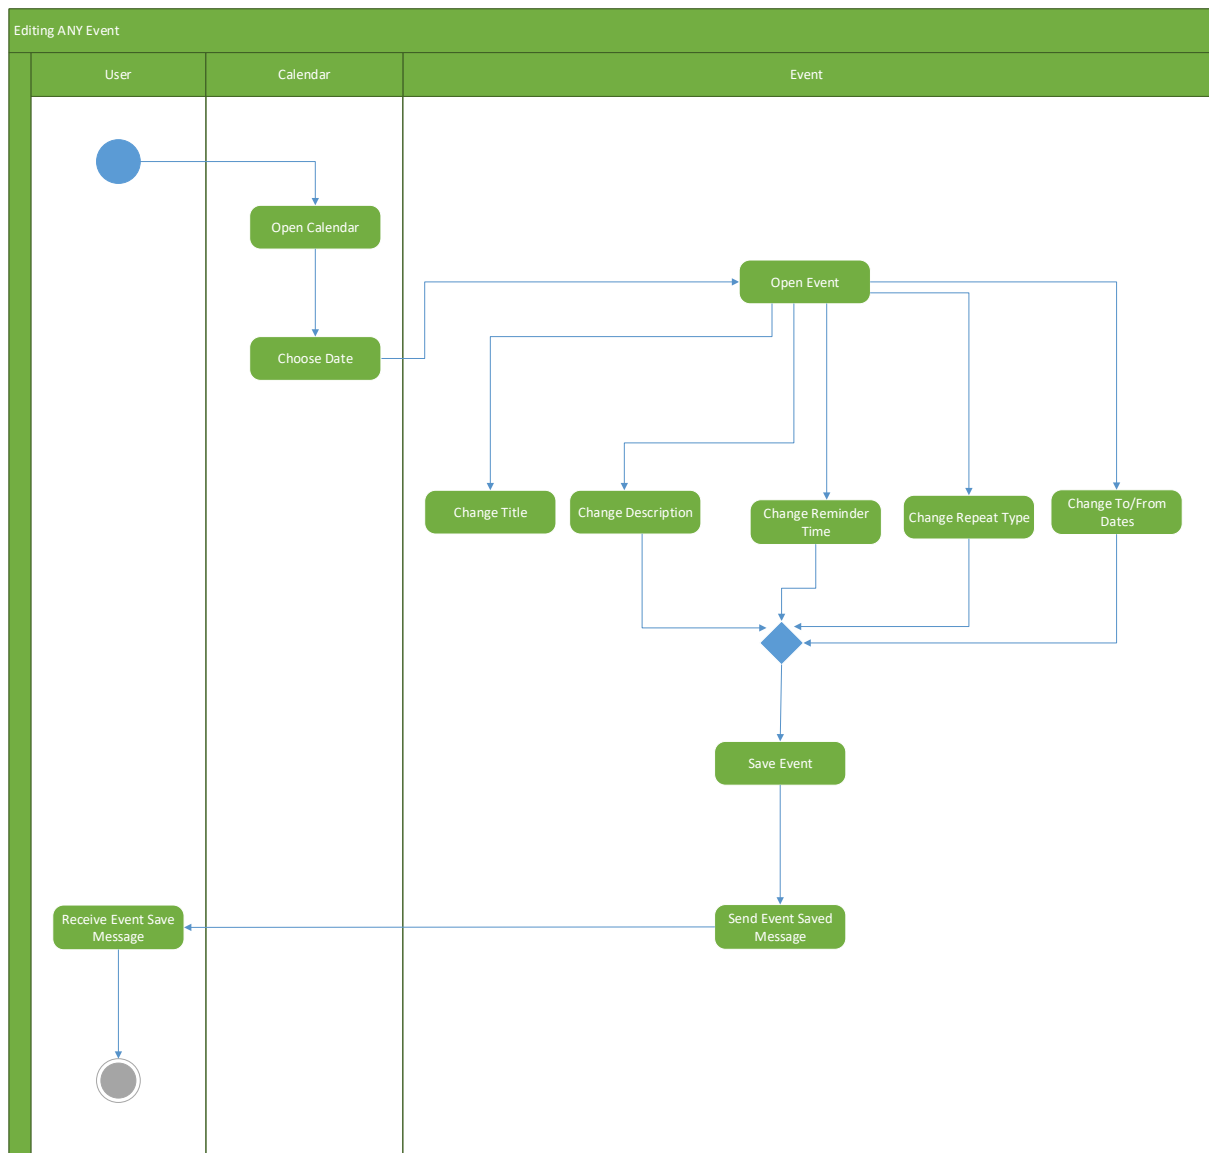 Editing ANY Event
User
Calendar
Event
Open Calendar
Open Event
Choose Date
Change Title
Change Description
Change Reminder
Time
Change Repeat Type
Change To/From
Dates
Save Event
Receive Event Save
Message
Send Event Saved
Message